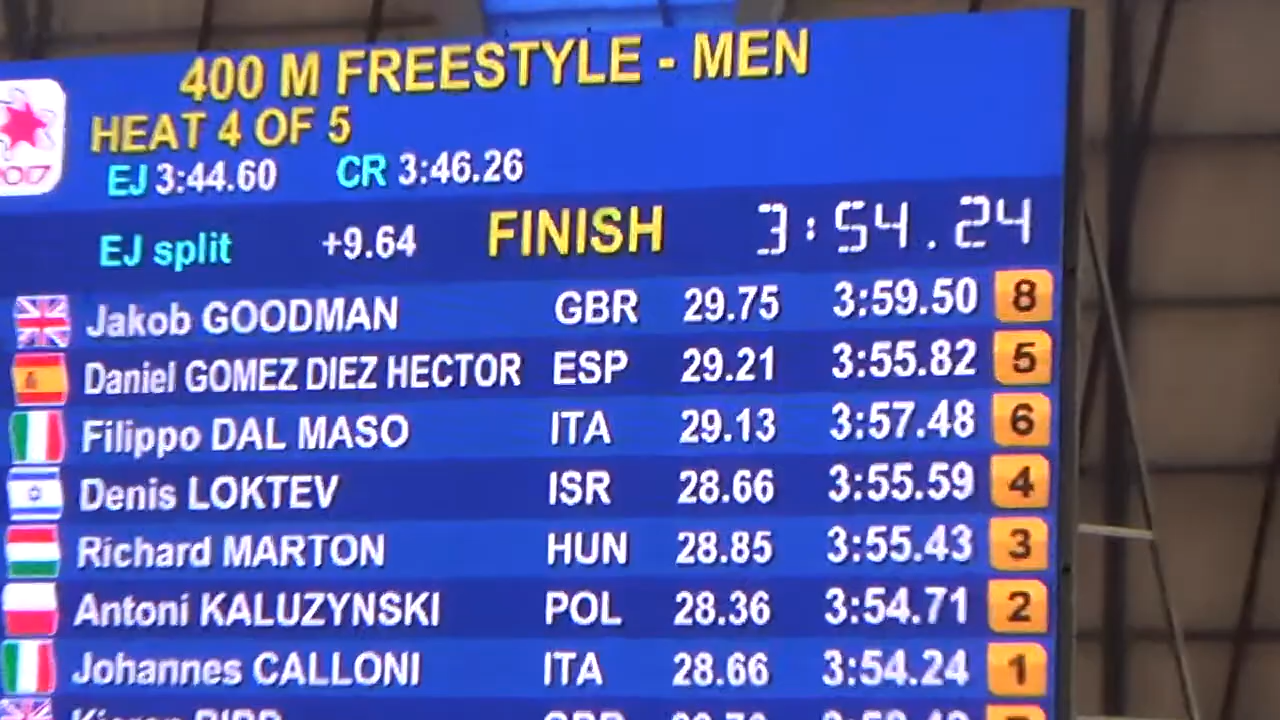 400 M FREESTYLE - MEN
HEAT 4 OF 5
2017
EJ 3:44.60 CR 3:46.26
EJ split +9.64 FINISH 3:54.24
Jakob GOODMAN GBR 29.75 3:59.50 8
Daniel GOMEZ DIEZ HECTOR ESP 29.21 3:55.82 5
Filippo DAL MASO ITA 29.13 3:57.48 6
Denis LOKTEV ISR 28.66 3:55.59 4
Richard MARTON HUN 28.85 3:55.43 3
Antoni KALUZYNSKI POL 28.36 3:54.71 2
Johannes CALLONI ITA 28.66 3:54.24 1